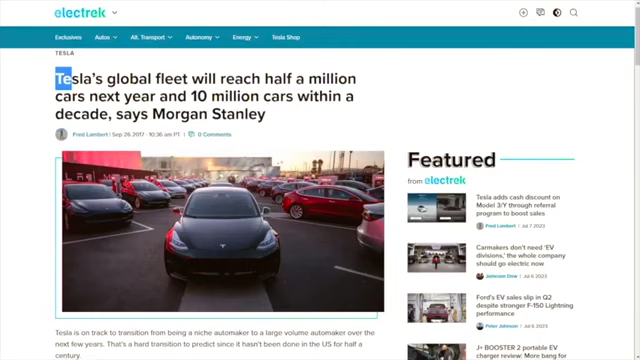 electrek
Exclusives Autos Alt. Transport Autonomy Energy Tesla Shop
TESLA
Tesla's global fleet will reach half a million
cars next year and 10 million cars within a
decade, says Morgan Stanley
Fred Lambert | Sep 26 2017 - 10:36 am PT | 0 Comments
Tesla is on track to transition from being a niche automaker to a large volume automaker over the
next few years. That's a hard transition to predict since it hasn't been done in the US for half a
century.
Featured
from electrek
Tesla adds cash discount on
Model 3/Y through referral
program to boost sales
Fred Lambert | Jul 7 2023
Carmakers don't need 'EV
divisions,' the whole company
should go electric now
Jameson Dow | Jul 6 2023
Ford's EV sales slip in Q2
despite stronger F-150 Lightning
performance
Peter Johnson | Jul 6 2023
J+ BOOSTER 2 portable EV
charger review: More bang for